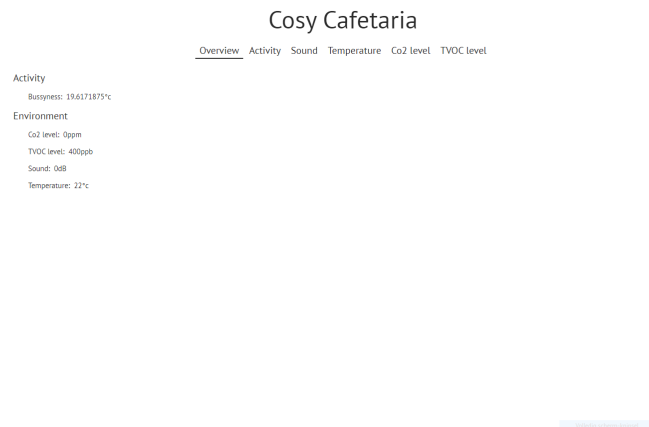 Cosy Cafetaria
Overview Activity Sound Temperature Co2 level TVOC level
Activity
Bussyness: 19.6171875°c
Environment
Co2 level: 0ppm
TVOC level: 400ppb
Sound: 0dB
Temperature: 22°c